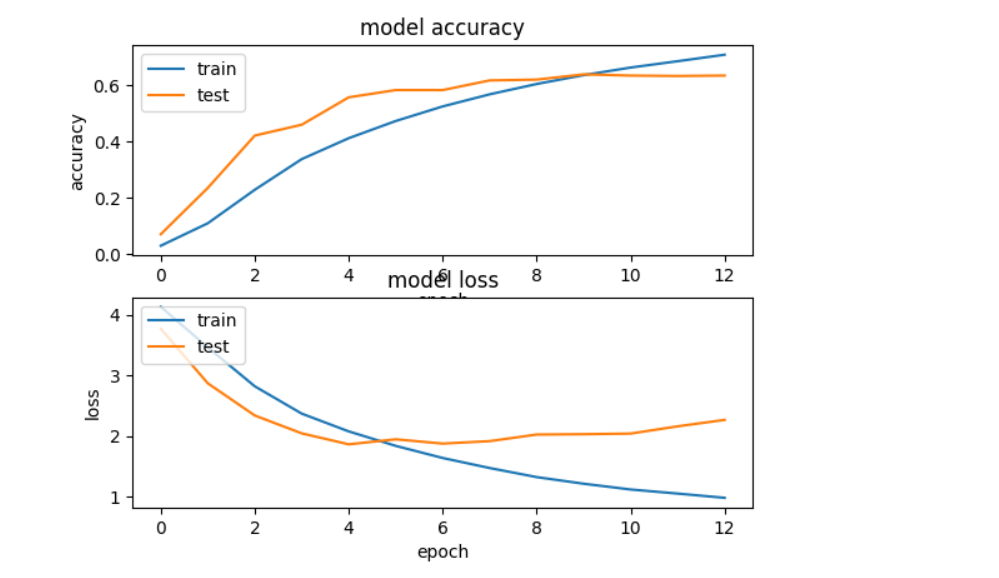 model accuracy
train
test
accuracy
0.6
0.4
0.2
0.0
0 2 4 6 8 10 12
epoch
model loss
train
test
loss
4
3
2
1
0 2 4 6 8 10 12
epoch